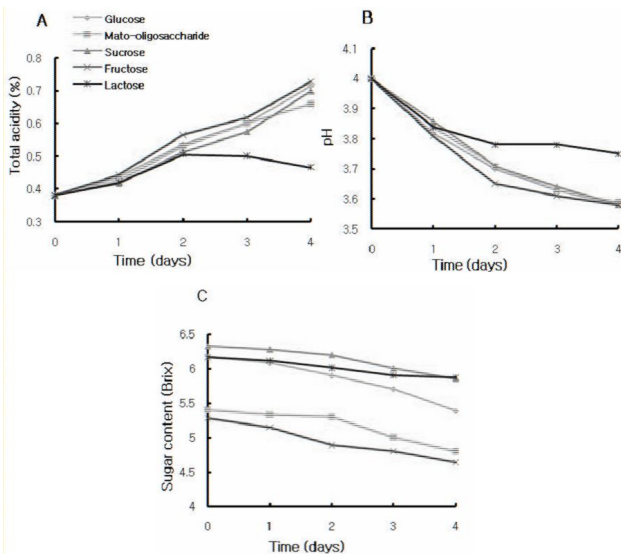 A
Glucose
Mato-oligosaccharide
Sucrose
Fructose
Lactose
Total acidity (%)
0.8
0.7
0.6
0.5
0.4
0.3
0 1 2 3 4
Time (days)
B
pH
4.1
4
3.9
3.8
3.7
3.6
3.5
0 1 2 3 4
Time (days)
C
Sugar content (Brix)
6.5
6
5.5
5
4.5
4
0 1 2 3 4
Time (days)